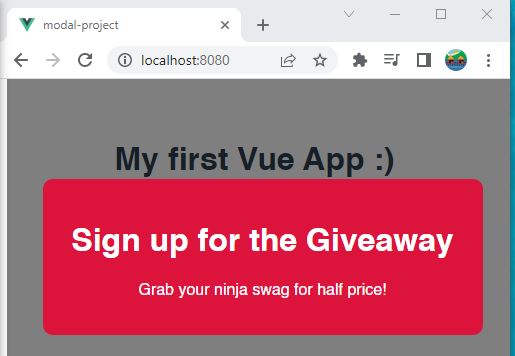 modal-project
localhost:8080
My first Vue App :)
Sign up for the Giveaway
Grab your ninja swag for half price!